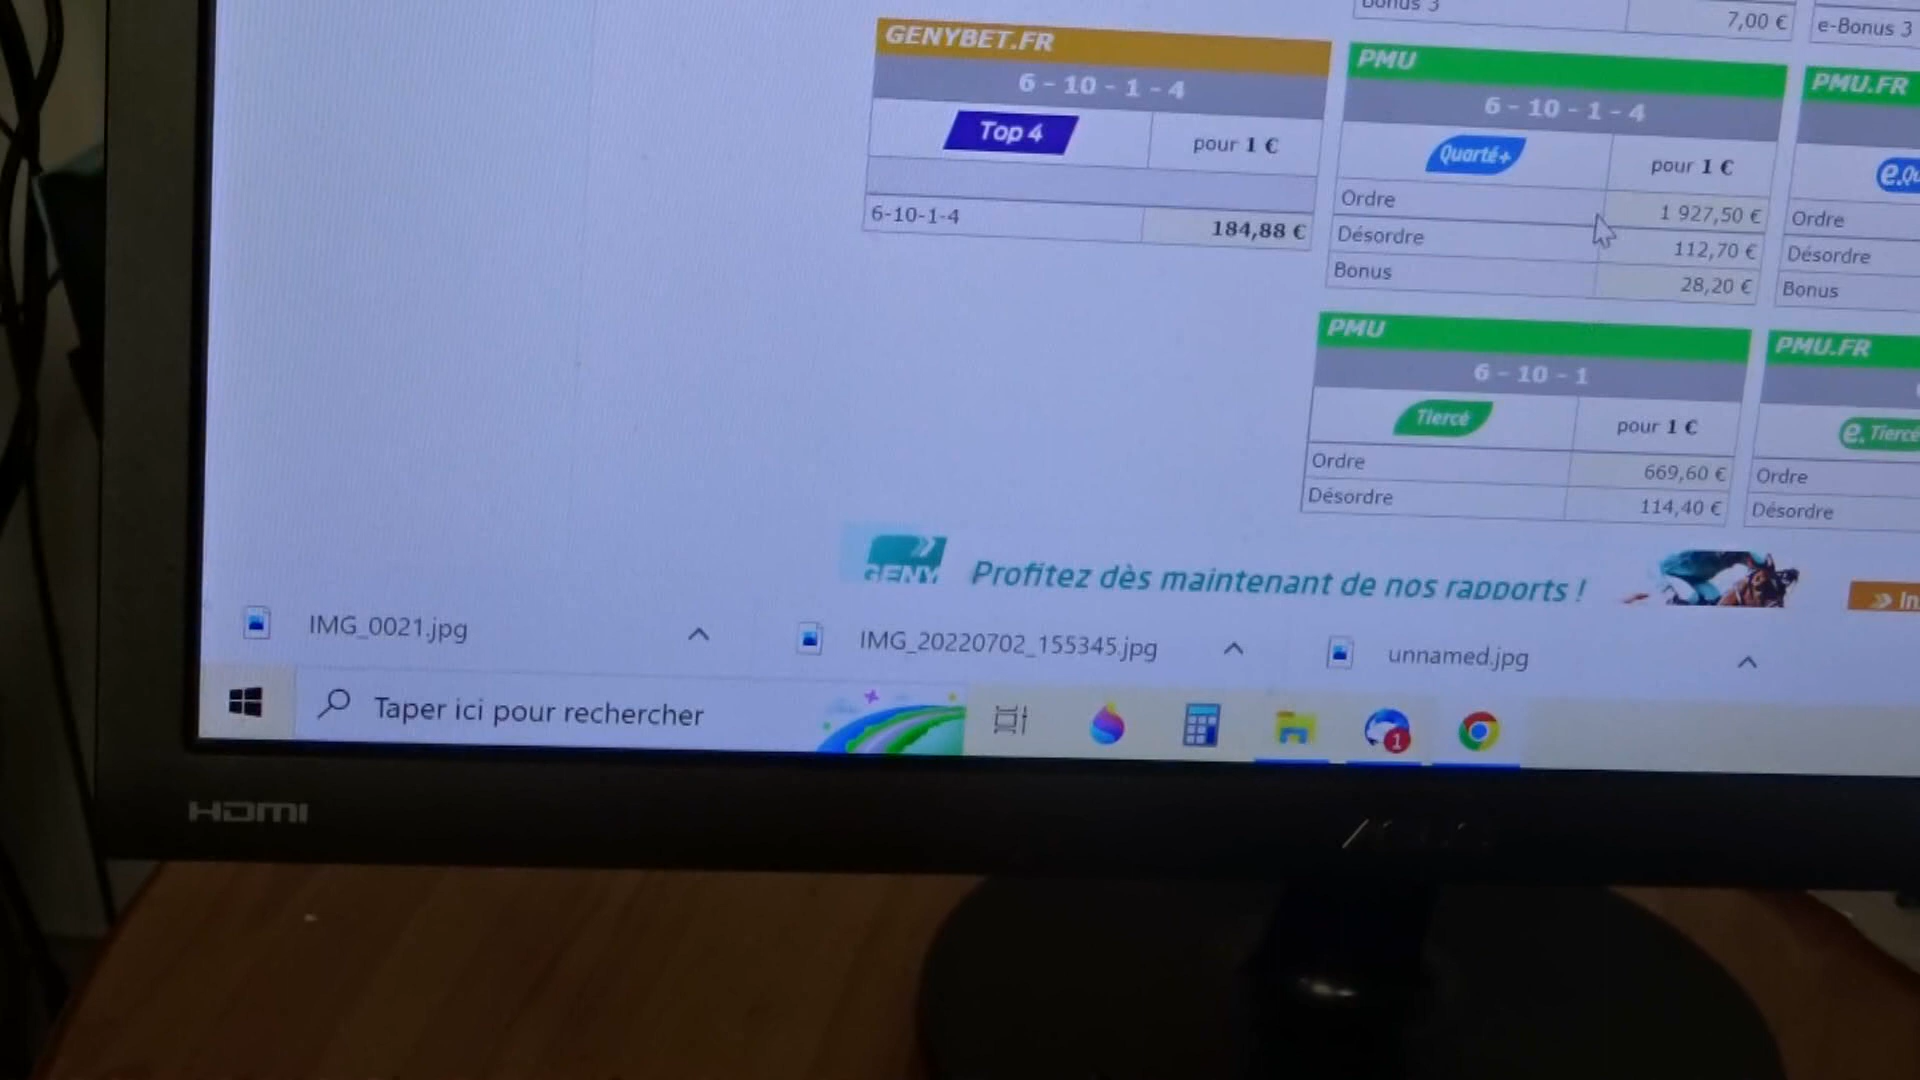 Bonus 3
7,00 €
e-Bonus 3
GENYBET.FR
6 - 10 - 1 - 4
Top 4
pour 1 €
6-10-1-4
184,88 €
PMU
6 - 10 - 1 - 4
Quarté+
pour 1 €
Ordre
1 927,50 €
Désordre
112,70 €
Bonus
28,20 €
PMU.FR
e.Qu
Ordre
Désordre
Bonus
PMU
6 - 10 - 1
Tiercé
pour 1 €
Ordre
669,60 €
Désordre
114,40 €
PMU.FR
e.Tiercé
Ordre
Désordre
GENY
Profitez dès maintenant de nos rapports !
In
IMG_0021.jpg
IMG_20220702_155345.jpg
unnamed.jpg
Taper ici pour rechercher
1
HDMI